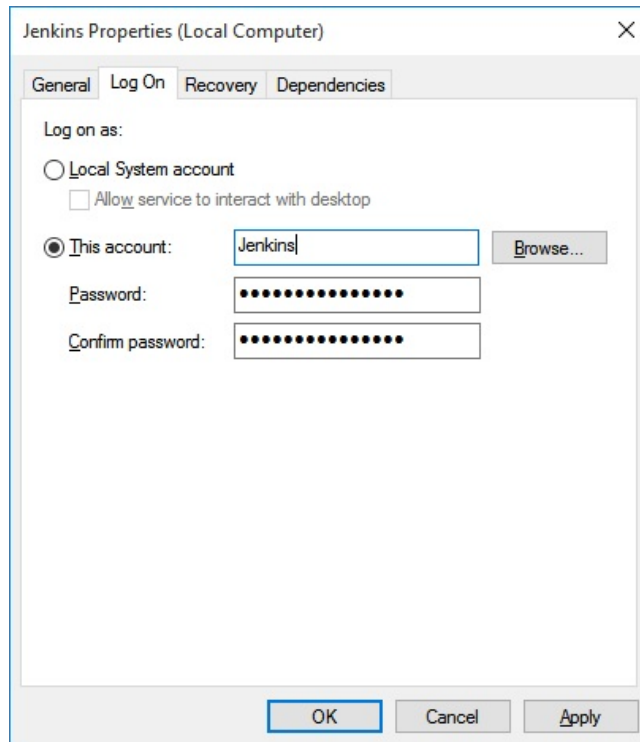 Jenkins Properties (Local Computer)
General Log On Recovery Dependencies
Log on as:
Local System account
Allow service to interact with desktop
This account: Jenkins Browse...
Password: ●●●●●●●●●●●●●●●
Confirm password: ●●●●●●●●●●●●●●●
OK Cancel Apply